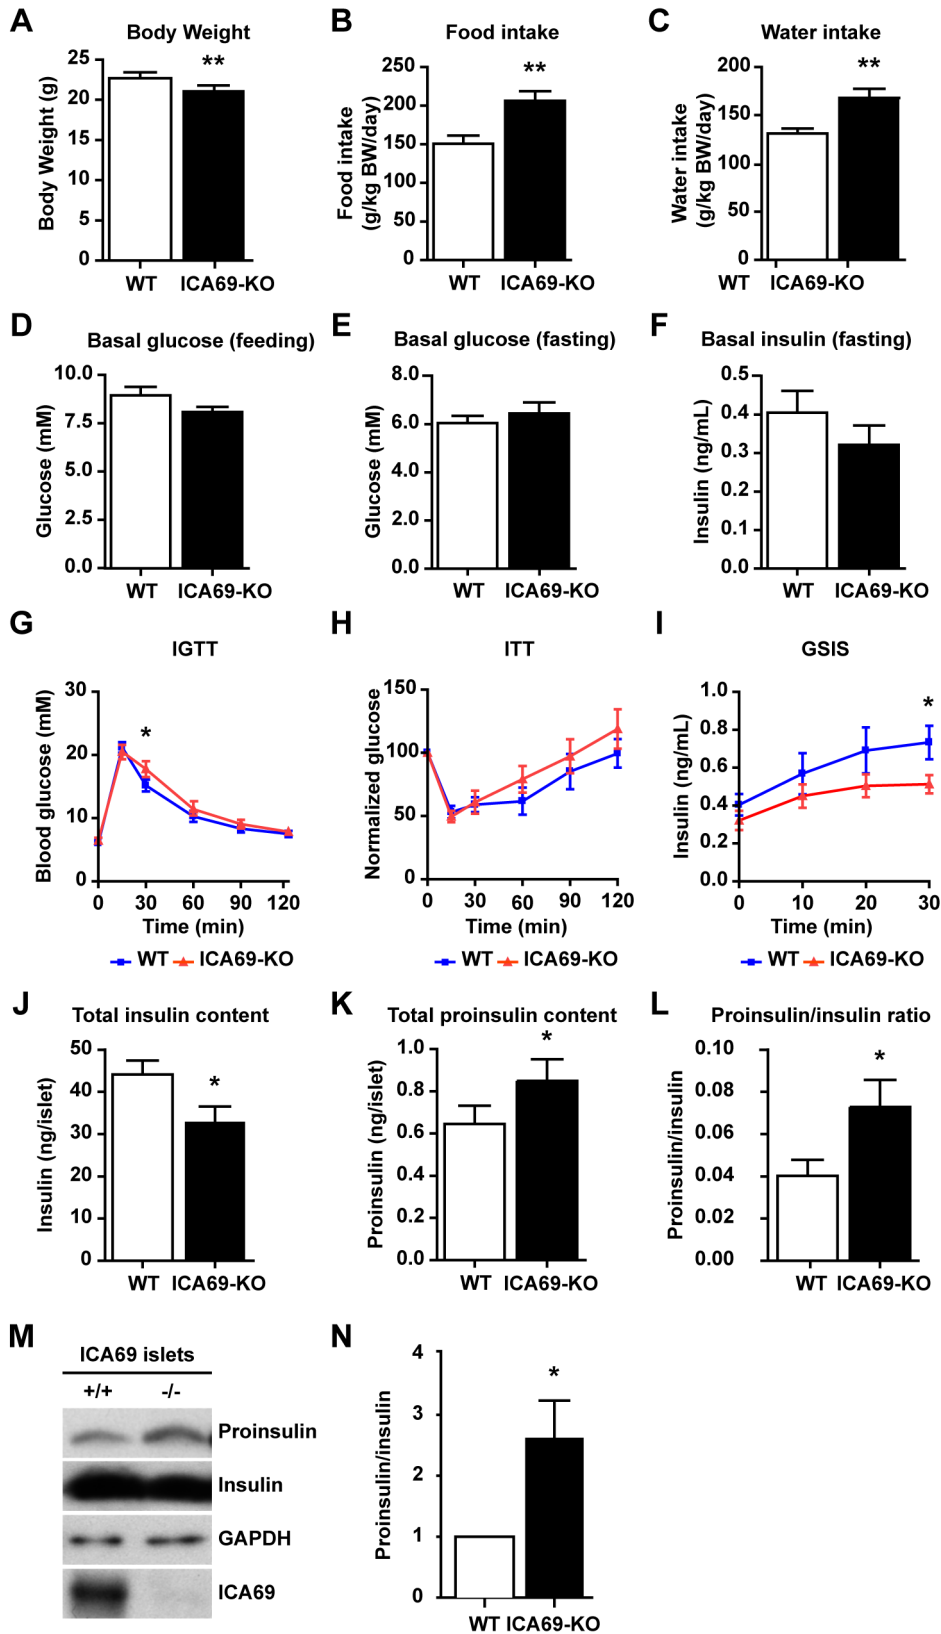 A
Body Weight
Body Weight (g)
25
20
15
10
5
0
**
WT
ICA69-KO
B
Food intake
Food intake
(g/kg BW/day)
250
200
150
100
50
0
**
WT
ICA69-KO
C
Water intake
Water intake
(g/kg BW/day)
200
150
100
50
0
**
WT
ICA69-KO
D
Basal glucose (feeding)
Glucose (mM)
10.0
7.5
5.0
2.5
0.0
WT
ICA69-KO
E
Basal glucose (fasting)
Glucose (mM)
8.0
6.0
4.0
2.0
0.0
WT
ICA69-KO
F
Basal insulin (fasting)
Insulin (ng/mL)
0.5
0.4
0.3
0.2
0.1
0.0
WT
ICA69-KO
G
IGTT
Blood glucose (mM)
30
20
10
0
*
0
30
60
90
120
Time (min)
WT
ICA69-KO
H
ITT
Normalized glucose
150
100
50
0
0
30
60
90
120
Time (min)
WT
ICA69-KO
I
GSIS
Insulin (ng/mL)
1.0
0.8
0.6
0.4
0.2
0.0
*
0
10
20
30
Time (min)
WT
ICA69-KO
J
Total insulin content
Insulin (ng/islet)
50
40
30
20
10
0
*
WT
ICA69-KO
K
Total proinsulin content
Proinsulin (ng/islet)
1.0
0.8
0.6
0.4
0.2
0.0
*
WT
ICA69-KO
L
Proinsulin/insulin ratio
Proinsulin/insulin
0.10
0.08
0.06
0.04
0.02
0.00
*
WT
ICA69-KO
M
ICA69 islets
+/+
-/-
Proinsulin
Insulin
GAPDH
ICA69
N
Proinsulin/insulin
4
3
2
1
0
*
WT
ICA69-KO